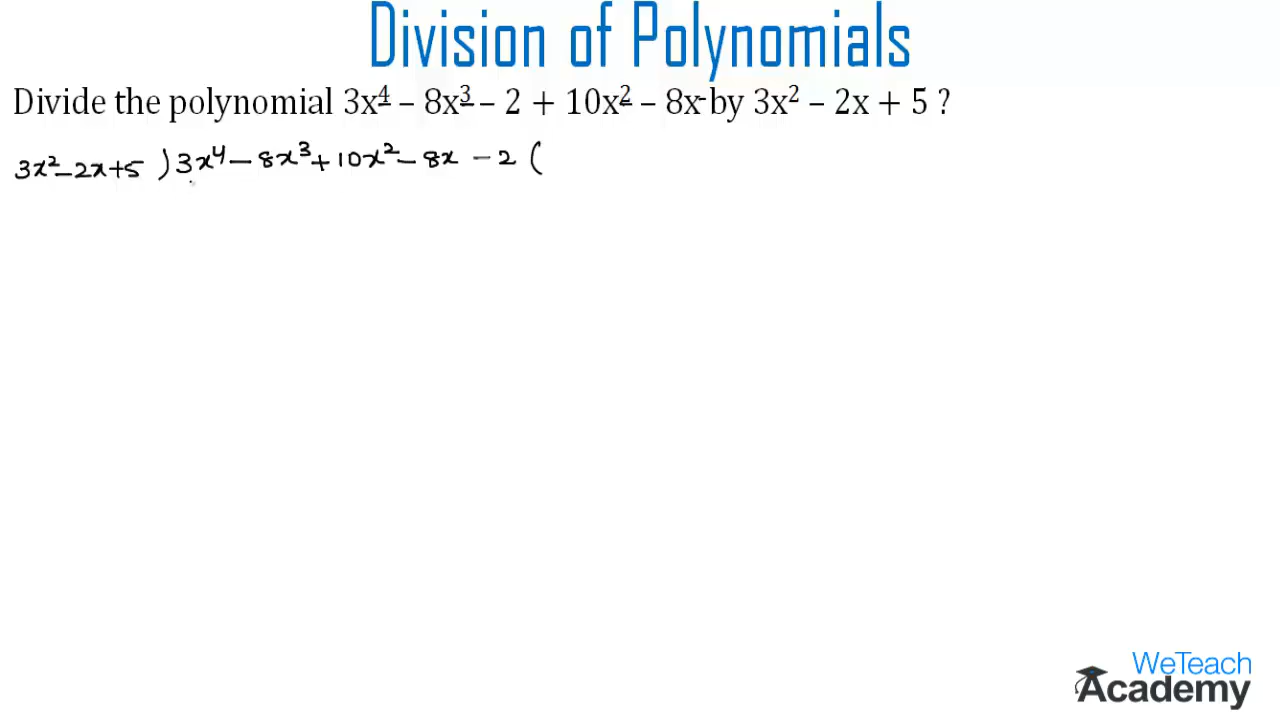 Division of Polynomials
Divide the polynomial 3x⁴ – 8x³ – 2 + 10x² – 8x by 3x² – 2x + 5 ?
3x² – 2x + 5 ) 3x⁴ – 8x³ + 10x² – 8x – 2 (
WeTeach
Academy